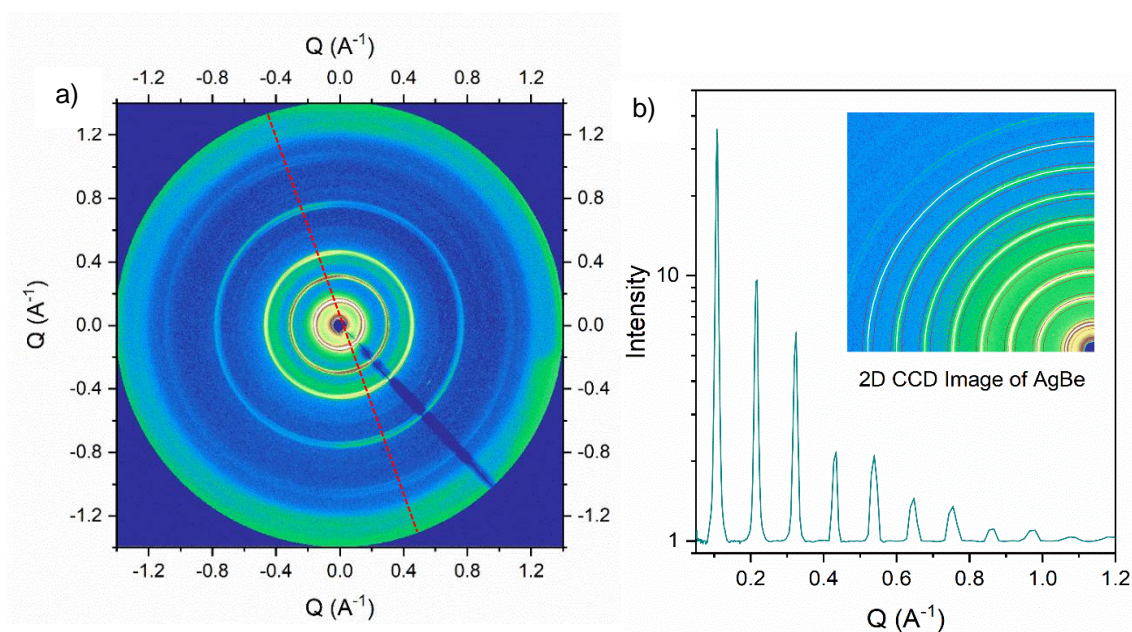 Q (A⁻¹)
-1.2 -0.8 -0.4 0.0 0.4 0.8 1.2
a)
1.2 1.2
0.8 0.8
0.4 0.4
0.0 0.0
-0.4 -0.4
-0.8 -0.8
-1.2 -1.2
Q (A⁻¹)
-1.2 -0.8 -0.4 0.0 0.4 0.8 1.2
Q (A⁻¹)
b)
10
1
Intensity
2D CCD Image of AgBe
0.2 0.4 0.6 0.8 1.0 1.2
Q (A⁻¹)